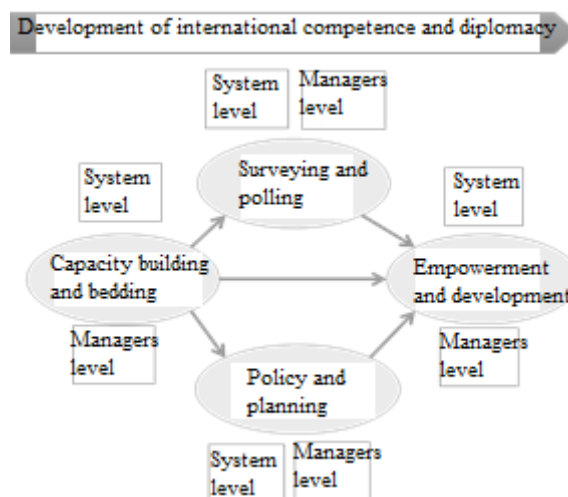 Development of international competence and diplomacy
System
level
Managers
level
Surveying and
polling
System
level
System
level
Capacity building
and bedding
Empowerment
and development
Managers
level
Managers
level
Policy and
planning
System
level
Managers
level